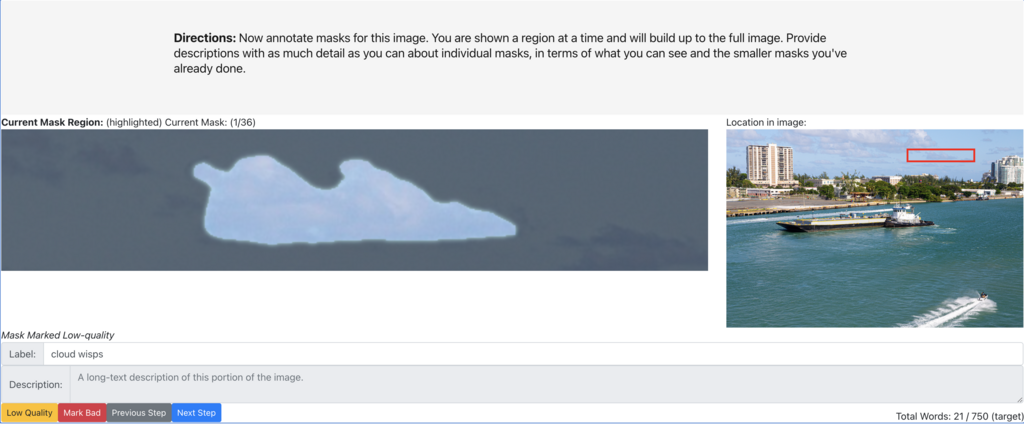 Directions: Now annotate masks for this image. You are shown a region at a time and will build up to the full image. Provide
descriptions with as much detail as you can about individual masks, in terms of what you can see and the smaller masks you've
already done.
Current Mask Region: (highlighted) Current Mask: (1/36)
Location in image:
Mask Marked Low-quality
Label: cloud wisps
Description: A long-text description of this portion of the image.
Low Quality Mark Bad Previous Step Next Step
Total Words: 21 / 750 (target)